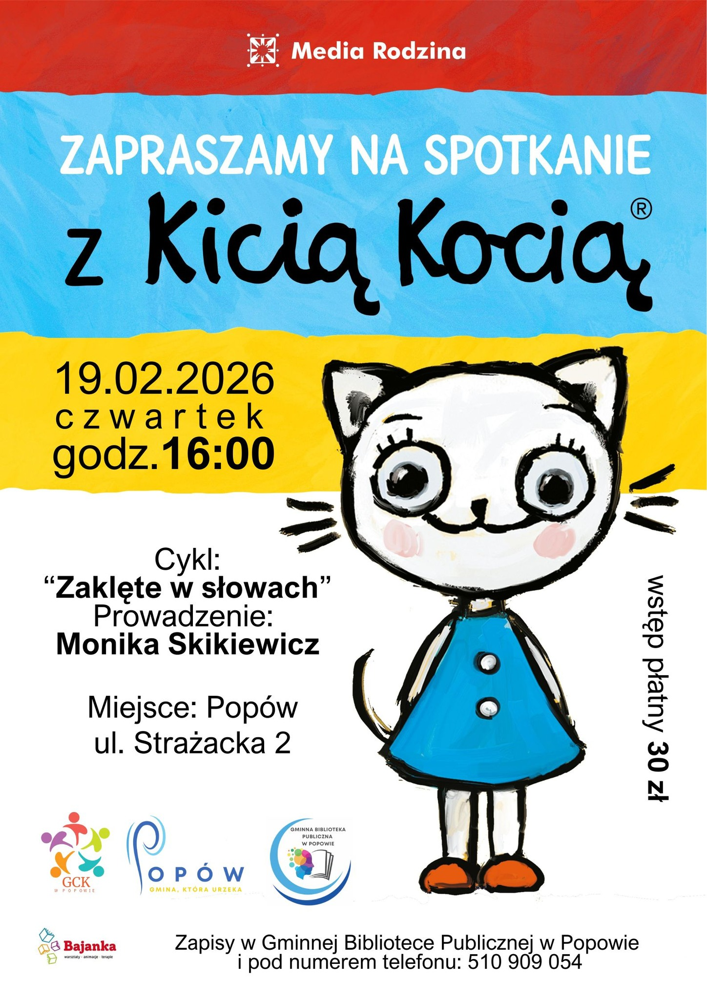 Media Rodzina
ZAPRASZAMY NA SPOTKANIE
z Kicią Kocią®
19.02.2026
czwartek
godz.16:00
Cykl:
“Zaklęte w słowach”
Prowadzenie:
Monika Skikiewicz
Miejsce: Popów
ul. Strażacka 2
wstęp płatny 30 zł
GCK
W POPOWIE
POPÓW
GMINA, KTÓRA URZEKA
GMINNA BIBLIOTEKA
PUBLICZNA
W POPOWIE
Bajanka
warsztaty - animacje - terapie
Zapisy w Gminnej Bibliotece Publicznej w Popowie
i pod numerem telefonu: 510 909 054